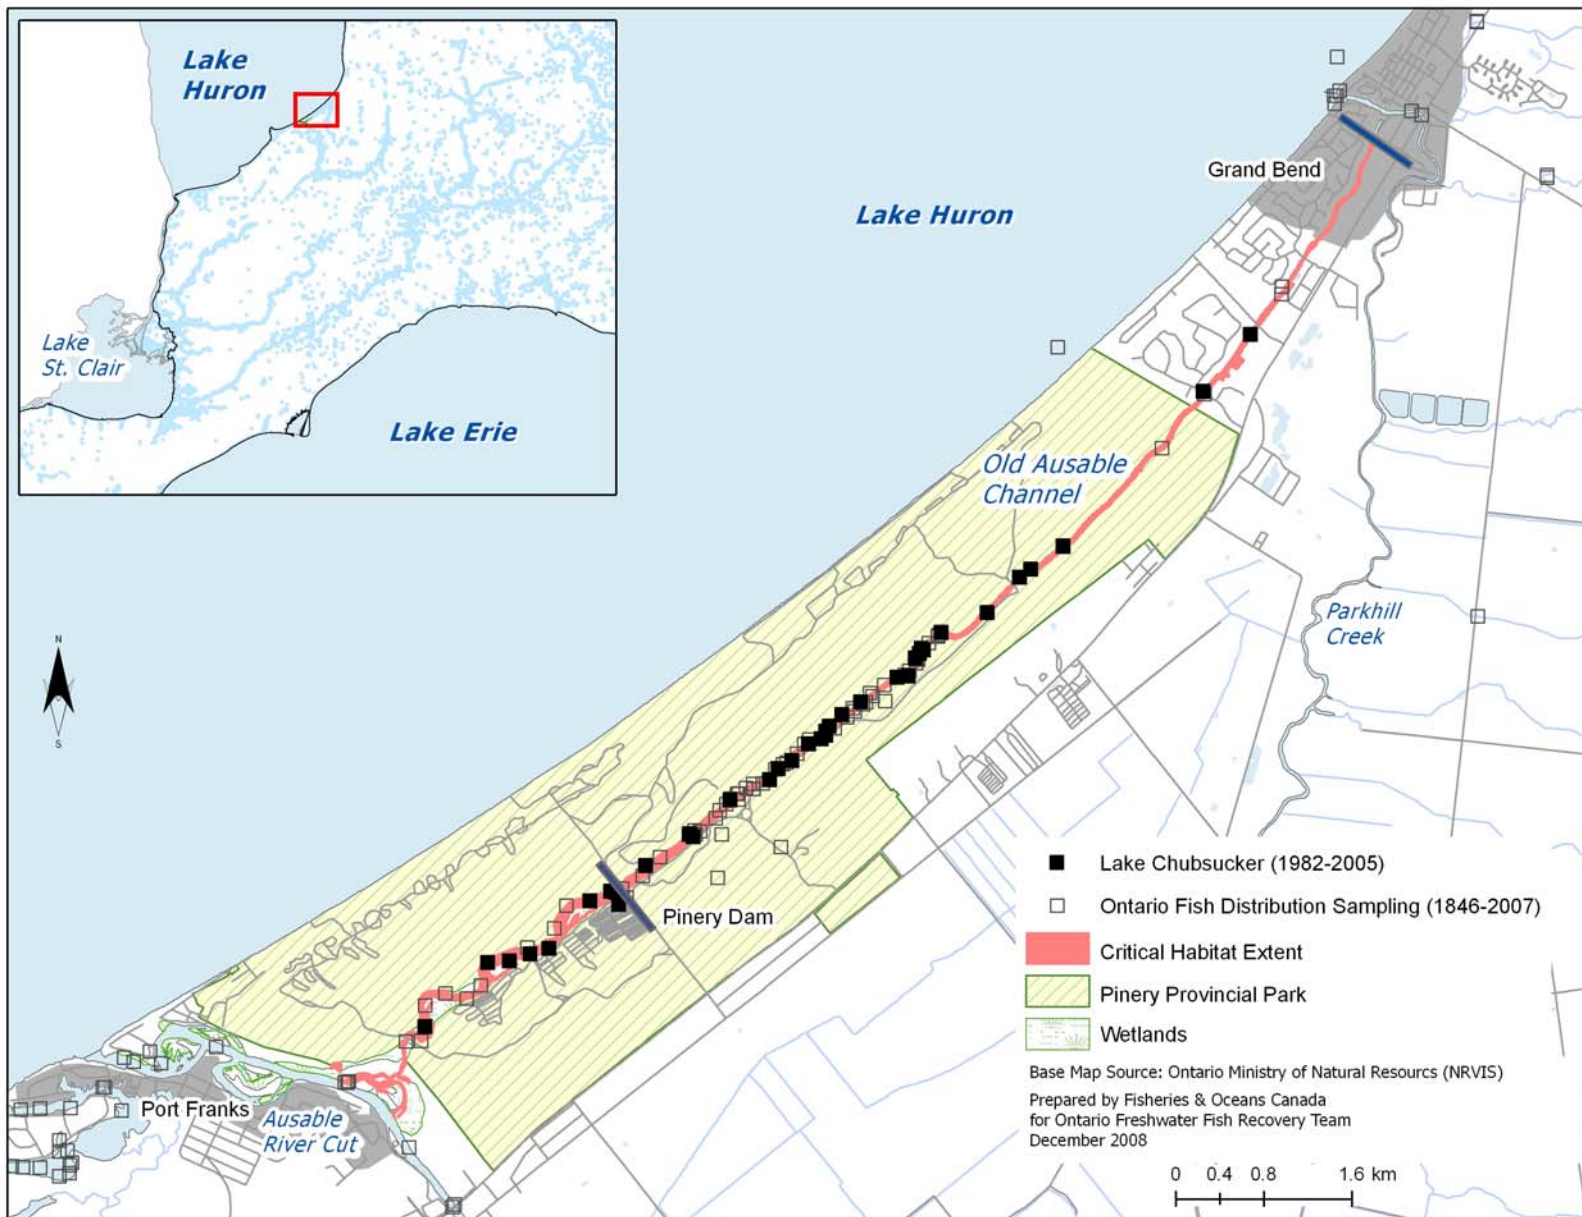 Lake
Huron
Lake
St. Clair
Lake Erie
Grand Bend
Lake Huron
Old Ausable
Channel
Parkhill
Creek
N
S
Pinery Dam
Port Franks
Ausable
River Cut
Lake Chubsucker (1982-2005)
Ontario Fish Distribution Sampling (1846-2007)
Critical Habitat Extent
Pinery Provincial Park
Wetlands
Base Map Source: Ontario Ministry of Natural Resourcs (NRVIS)
Prepared by Fisheries & Oceans Canada
for Ontario Freshwater Fish Recovery Team
December 2008
0 0.4 0.8 1.6 km